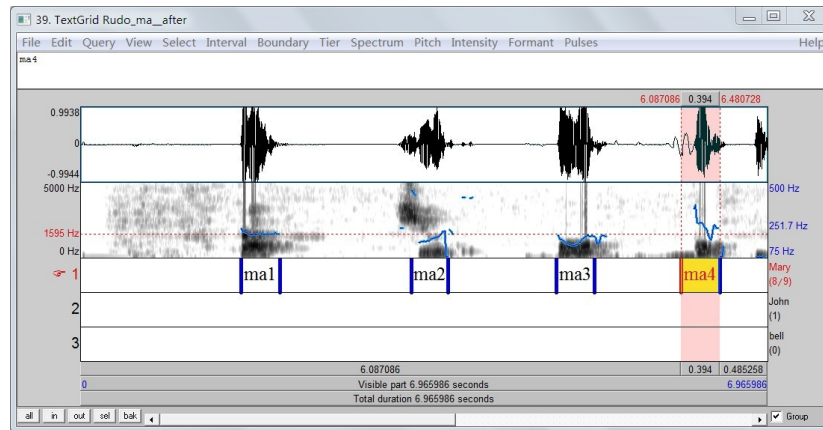 39. TextGrid Rudo_ma__after
File Edit Query View Select Interval Boundary Tier Spectrum Pitch Intensity Formant Pulses Help
ma4
6.087086 0.394 6.480728
0.9938
0
-0.9944
5000 Hz 500 Hz
1595 Hz 251.7 Hz
0 Hz 75 Hz
1 ma1 ma2 ma3 ma4 Mary (8/9)
2 John (1)
3 bell (0)
6.087086 0.394 0.485258
0 Visible part 6.965986 seconds 6.965986
Total duration 6.965986 seconds
all in out sel bak Group